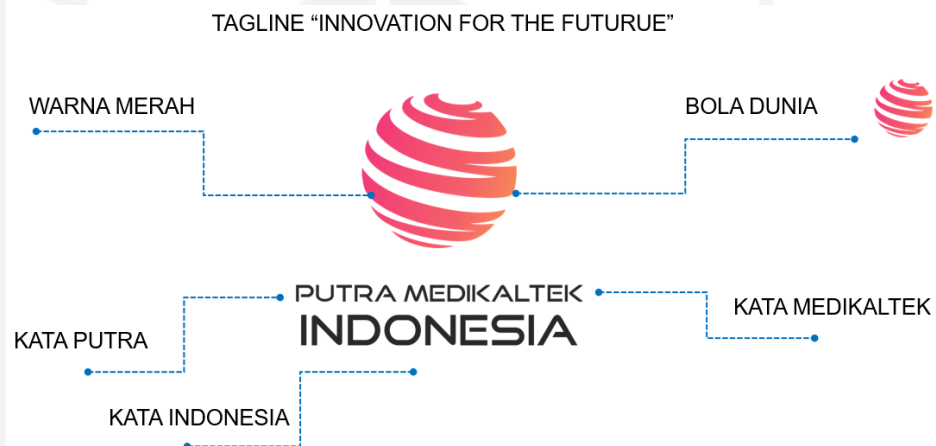 TAGLINE “INNOVATION FOR THE FUTURUE”
WARNA MERAH
BOLA DUNIA
PUTRA MEDIKALTEK
INDONESIA
KATA MEDIKALTEK
KATA PUTRA
KATA INDONESIA